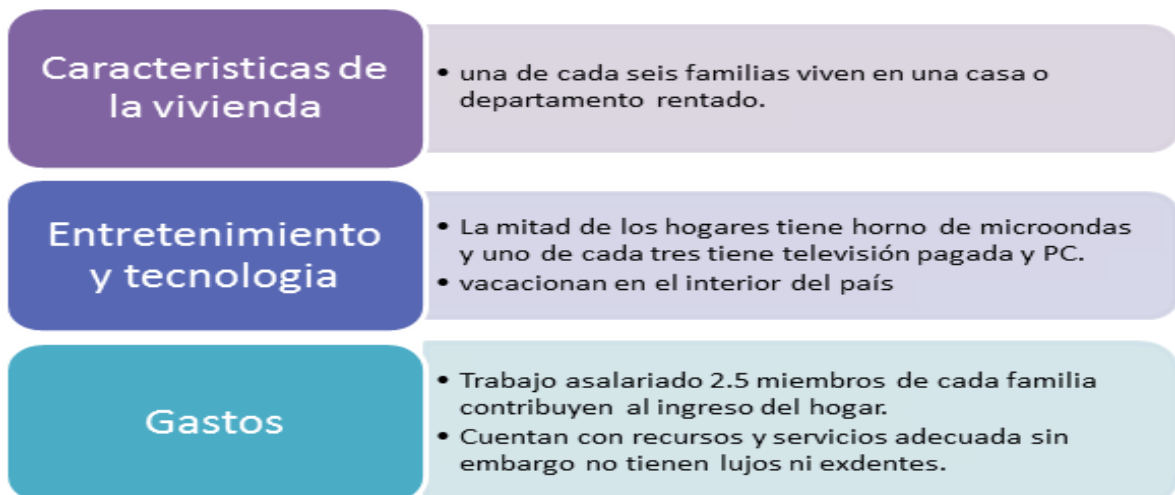 Caracteristicas de
la vivienda
• una de cada seis familias viven en una casa o
departamento rentado.
Entretenimiento
y tecnologia
• La mitad de los hogares tiene horno de microondas
y uno de cada tres tiene televisión pagada y PC.
• vacacionan en el interior del país
Gastos
• Trabajo asalariado 2.5 miembros de cada familia
contribuyen al ingreso del hogar.
• Cuentan con recursos y servicios adecuada sin
embargo no tienen lujos ni exdentes.